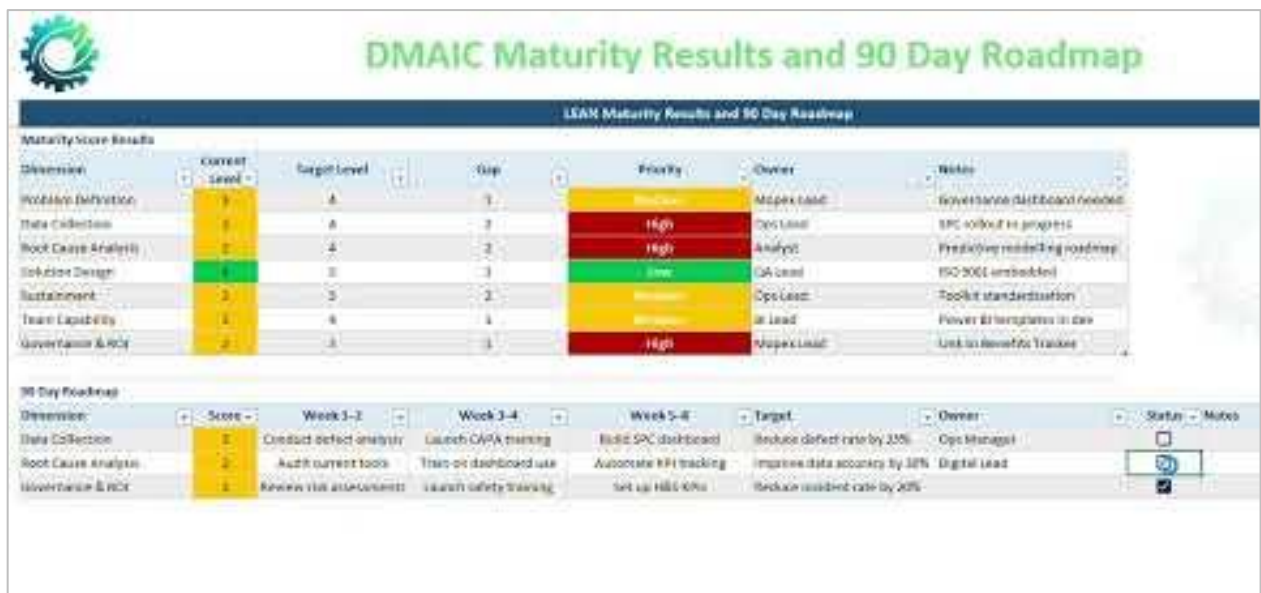 DMAIC Maturity Results and 90 Day Roadmap
LEAN Maturity Results and 90 Day Roadmap
Maturity Score Results
Dimension Current Level Target Level Gap Priority Owner Notes
Problem Definition 4 1 Medium Mopex Lead Governance dashboard needed
Data Collection 4 2 High Ops Lead SPC rollout in progress
Root Cause Analysis 2 4 2 High Analyst Predictive modelling roadmap
Solution Design Low QA Lead ISO 9001 embedded
Sustainment 2 Medium Ops Lead Toolkit standardisation
Team Capability 4 1 Medium BI Lead Power BI templates in dev
Governance & ROI 2 3 1 High Mopex Lead Link to Benefits Tracker
90 Day Roadmap
Dimension Score Week 1-2 Week 3-4 Week 5-8 Target Owner Status Notes
Data Collection Conduct defect analysis Launch CAPA training Build SPC dashboard Reduce defect rate by Ops Manager
Root Cause Analysis 2 Audit current tools Train on dashboard use Automate KPI tracking Improve data accuracy by Digital Lead
Governance & ROI Review risk assessments Launch safety training Set up KPIs Reduce incident rate by 20%